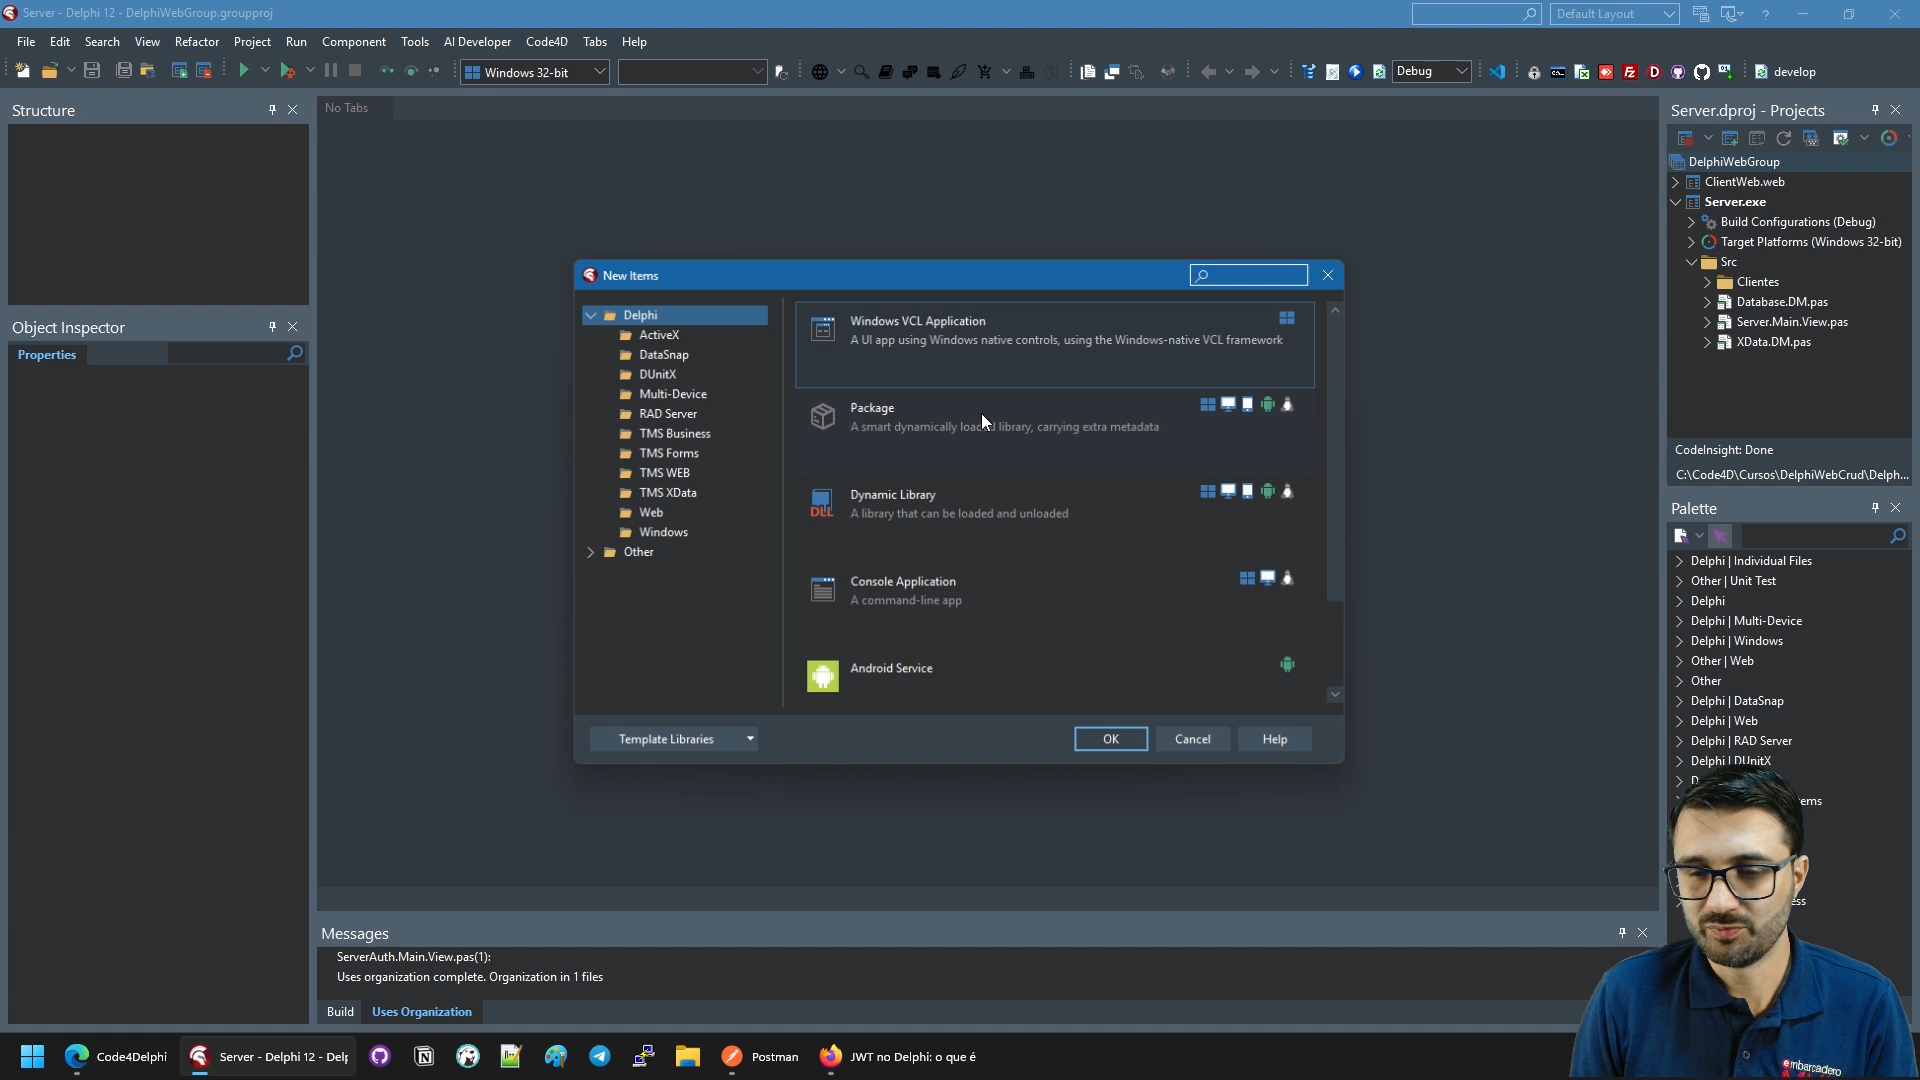 Server - Delphi 12 - DelphiWebGroup.groupproj
Default Layout
?
File Edit Search View Refactor Project Run Component Tools AI Developer Code4D Tabs Help
Windows 32-bit
Debug
develop
Structure
No Tabs
Server.dproj - Projects
DelphiWebGroup
ClientWeb.web
Server.exe
Build Configurations (Debug)
Target Platforms (Windows 32-bit)
Src
Clientes
Database.DM.pas
Server.Main.View.pas
XData.DM.pas
CodeInsight: Done
C:\Code4D\Cursos\DelphiWebCrud\Delph...
Object Inspector
Properties
New Items
Delphi
ActiveX
DataSnap
DUnitX
Multi-Device
RAD Server
TMS Business
TMS Forms
TMS WEB
TMS XData
Web
Windows
Other
Windows VCL Application
A UI app using Windows native controls, using the Windows-native VCL framework
Package
A smart dynamically loaded library, carrying extra metadata
DLL
Dynamic Library
A library that can be loaded and unloaded
Console Application
A command-line app
Android Service
Template Libraries
OK
Cancel
Help
Palette
Delphi | Individual Files
Other | Unit Test
Delphi
Delphi | Multi-Device
Delphi | Windows
Other | Web
Other
Delphi | DataSnap
Delphi | Web
Delphi | RAD Server
Delphi | DUnitX
Messages
ServerAuth.Main.View.pas(1):
Uses organization complete. Organization in 1 files
Build
Uses Organization
Code4Delphi
Server - Delphi 12 - Delp
Postman
JWT no Delphi: o que é
embarcadero